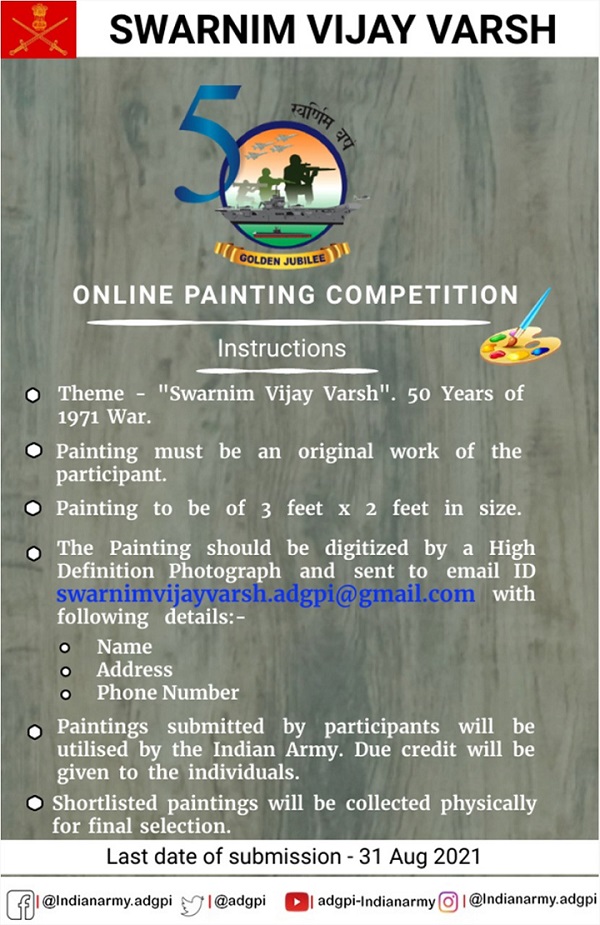 SWARNIM VIJAY VARSH
50
स्वर्णिम वर्ष
GOLDEN JUBILEE
ONLINE PAINTING COMPETITION
Instructions
Theme - "Swarnim Vijay Varsh". 50 Years of
1971 War.
Painting must be an original work of the
participant.
Painting to be of 3 feet x 2 feet in size.
The Painting should be digitized by a High
Definition Photograph and sent to email ID
swarnimvijayvarsh.adgpi@gmail.com with
following details:-
Name
Address
Phone Number
Paintings submitted by participants will be
utilised by the Indian Army. Due credit will be
given to the individuals.
Shortlisted paintings will be collected physically
for final selection.
Last date of submission - 31 Aug 2021
| @Indianarmy.adgpi | @adgpi | adgpi-Indianarmy | @Indianarmy.adgpi